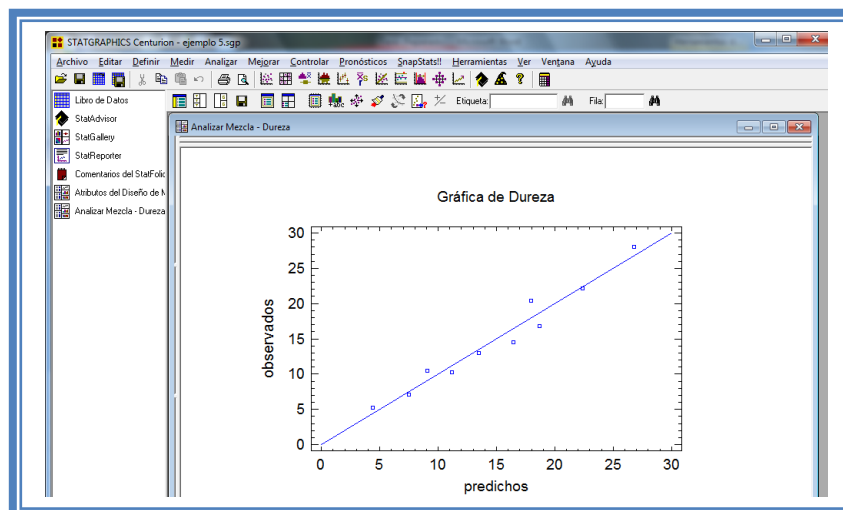 STATGRAPHICS Centurion - ejemplo 5.sgp
Archivo Editar Definir Medir Analizar Mejorar Controlar Pronósticos SnapStats!! Herramientas Ver Ventana Ayuda
Etiqueta: Fila:
Libro de Datos
StatAdvisor
StatGallery
StatReporter
Comentarios del StatFolic
Atributos del Diseño de M
Analizar Mezcla - Dureza
Analizar Mezcla - Dureza
Gráfica de Dureza
observados
30
25
20
15
10
5
0
0 5 10 15 20 25 30
predichos